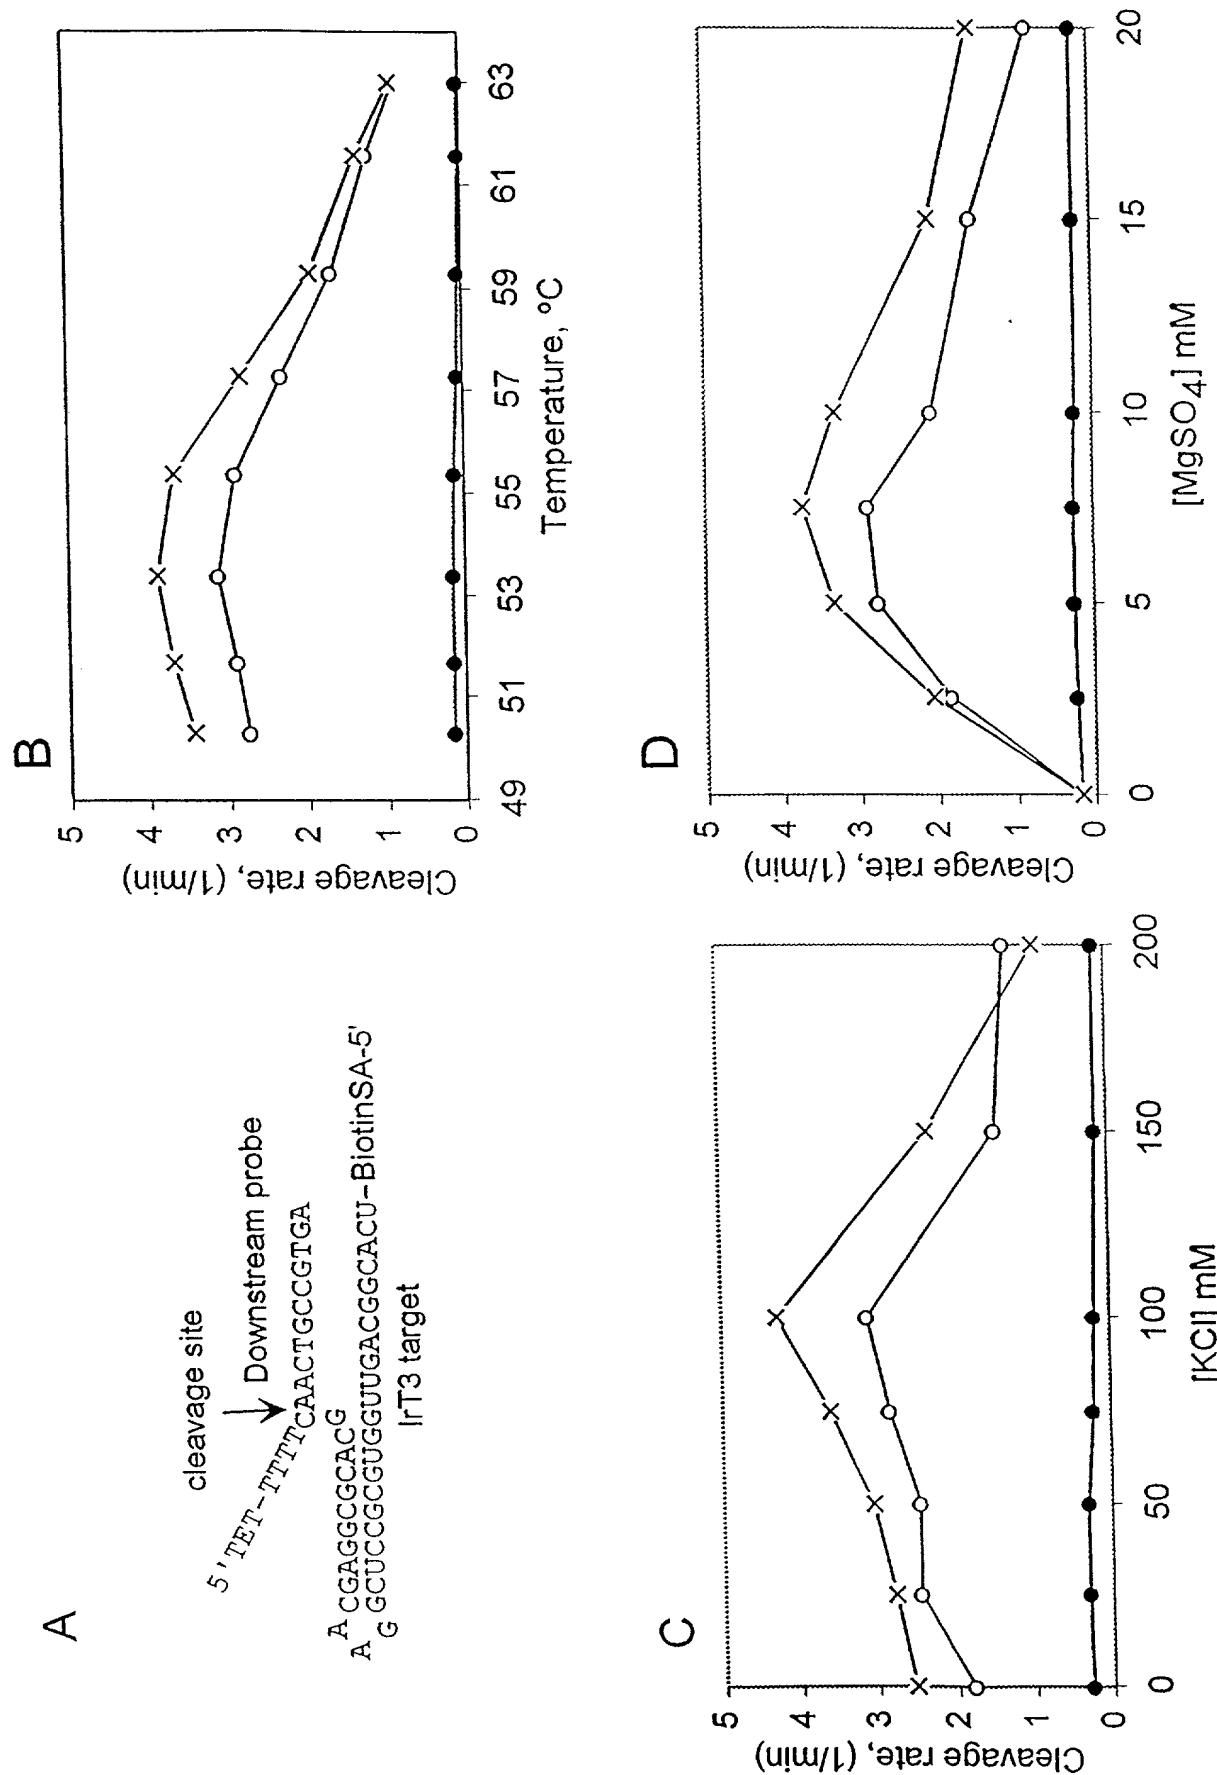 A
cleavage site
Downstream probe
5'TET-TTTTCAACTGCCGTGA
A
A
CGAGGCGCAC
G
G
GCUCCGCGUGGUUGACGGCACU-BiotinSA-5'
IrT3 target
B
Cleavage rate, (1/min)
5
4
3
2
1
0
49 51 53 55 57 59 61 63
Temperature, ºC
C
Cleavage rate, (1/min)
5
4
3
2
1
0
0 50 100 150 200
[KCl] mM
D
Cleavage rate, (1/min)
5
4
3
2
1
0
0 5 10 15 20
[MgSO4] mM